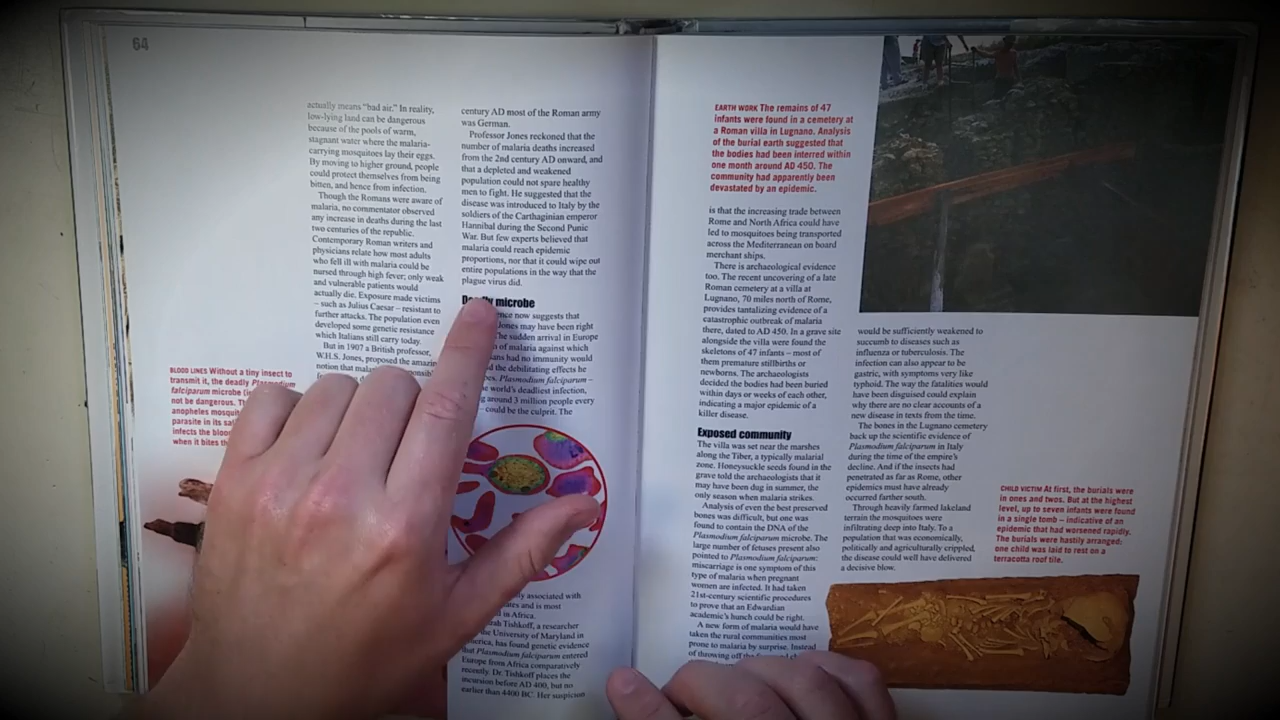 64
actually means "bad air." In reality,
low-lying land can be dangerous
because of the pools of warm,
stagnant water where the malaria-
carrying mosquitoes lay their eggs.
By moving to higher ground, people
could protect themselves from being
bitten, and hence from infection.
Though the Romans were aware of
malaria, no commentator observed
any increase in deaths during the last
two centuries of the republic.
Contemporary Roman writers and
physicians relate how most adults
who fell ill with malaria could be
nursed through high fever; only weak
and vulnerable patients would
actually die. Exposure made victims
– such as Julius Caesar – resistant to
further attacks. The population even
developed some genetic resistance
which Italians still carry today.
But in 1907 a British professor,
W.H.S. Jones, proposed the amazing
notion that
BLOOD LINES Without a tiny insect to
transmit it, the deadly Plasmodium
falciparum microbe
not be dangerous.
anopheles
parasite in its
infects the
when it bites
century AD most of the Roman army
was German.
Professor Jones reckoned that the
number of malaria deaths increased
from the 2nd century AD onward, and
that a depleted and weakened
population could not spare healthy
men to fight. He suggested that the
disease was introduced to Italy by the
soldiers of the Carthaginian emperor
Hannibal during the Second Punic
War. But few experts believed that
malaria could reach epidemic
proportions, nor that it could wipe out
entire populations in the way that the
plague virus did.
Deadly microbe
now suggests that
Jones may have been right
sudden arrival in Europe
of malaria against which
had no immunity would
the debilitating effects he
Plasmodium falciparum –
world's deadliest infection,
around 3 million people every
– could be the culprit. The
associated with
and is most
in Africa.
Tishkoff, a researcher
the University of Maryland in
America, has found genetic evidence
that Plasmodium falciparum entered
Europe from Africa comparatively
recently. Dr. Tishkoff places the
incursion before AD 400, but no
earlier than 4400 BC. Her suspicion
EARTH WORK The remains of 47
infants were found in a cemetery at
a Roman villa in Lugnano. Analysis
of the burial earth suggested that
the bodies had been interred within
one month around AD 450. The
community had apparently been
devastated by an epidemic.
is that the increasing trade between
Rome and North Africa could have
led to mosquitoes being transported
across the Mediterranean on board
merchant ships.
There is archaeological evidence
too. The recent uncovering of a late
Roman cemetery at a villa at
Lugnano, 70 miles north of Rome,
provides tantalizing evidence of a
catastrophic outbreak of malaria
there, dated to AD 450. In a grave site
alongside the villa were found the
skeletons of 47 infants – most of
them premature stillbirths or
newborns. The archaeologists
decided the bodies had been buried
within days or weeks of each other,
indicating a major epidemic of a
killer disease.
Exposed community
The villa was set near the marshes
along the Tiber, a typically malarial
zone. Honeysuckle seeds found in the
grave told the archaeologists that it
may have been dug in summer, the
only season when malaria strikes.
Analysis of even the best preserved
bones was difficult, but one was
found to contain the DNA of the
Plasmodium falciparum microbe. The
large number of fetuses present also
pointed to Plasmodium falciparum:
miscarriage is one symptom of this
type of malaria when pregnant
women are infected. It had taken
21st-century scientific procedures
to prove that an Edwardian
academic's hunch could be right.
A new form of malaria would have
taken the rural communities most
prone to malaria by surprise. Instead
of throwing off the
would be sufficiently weakened to
succumb to diseases such as
influenza or tuberculosis. The
infection can also appear to be
gastric, with symptoms very like
typhoid. The way the fatalities would
have been disguised could explain
why there are no clear accounts of a
new disease in texts from the time.
The bones in the Lugnano cemetery
back up the scientific evidence of
Plasmodium falciparum in Italy
during the time of the empire's
decline. And if the insects had
penetrated as far as Rome, other
epidemics must have already
occurred farther south.
Through heavily farmed lakeland
terrain the mosquitoes were
infiltrating deep into Italy. To a
population that was economically,
politically and agriculturally crippled,
the disease could well have delivered
a decisive blow.
CHILD VICTIM At first, the burials were
in ones and twos. But at the highest
level, up to seven infants were found
in a single tomb – indicative of an
epidemic that had worsened rapidly.
The burials were hastily arranged:
one child was laid to rest on a
terracotta roof tile.